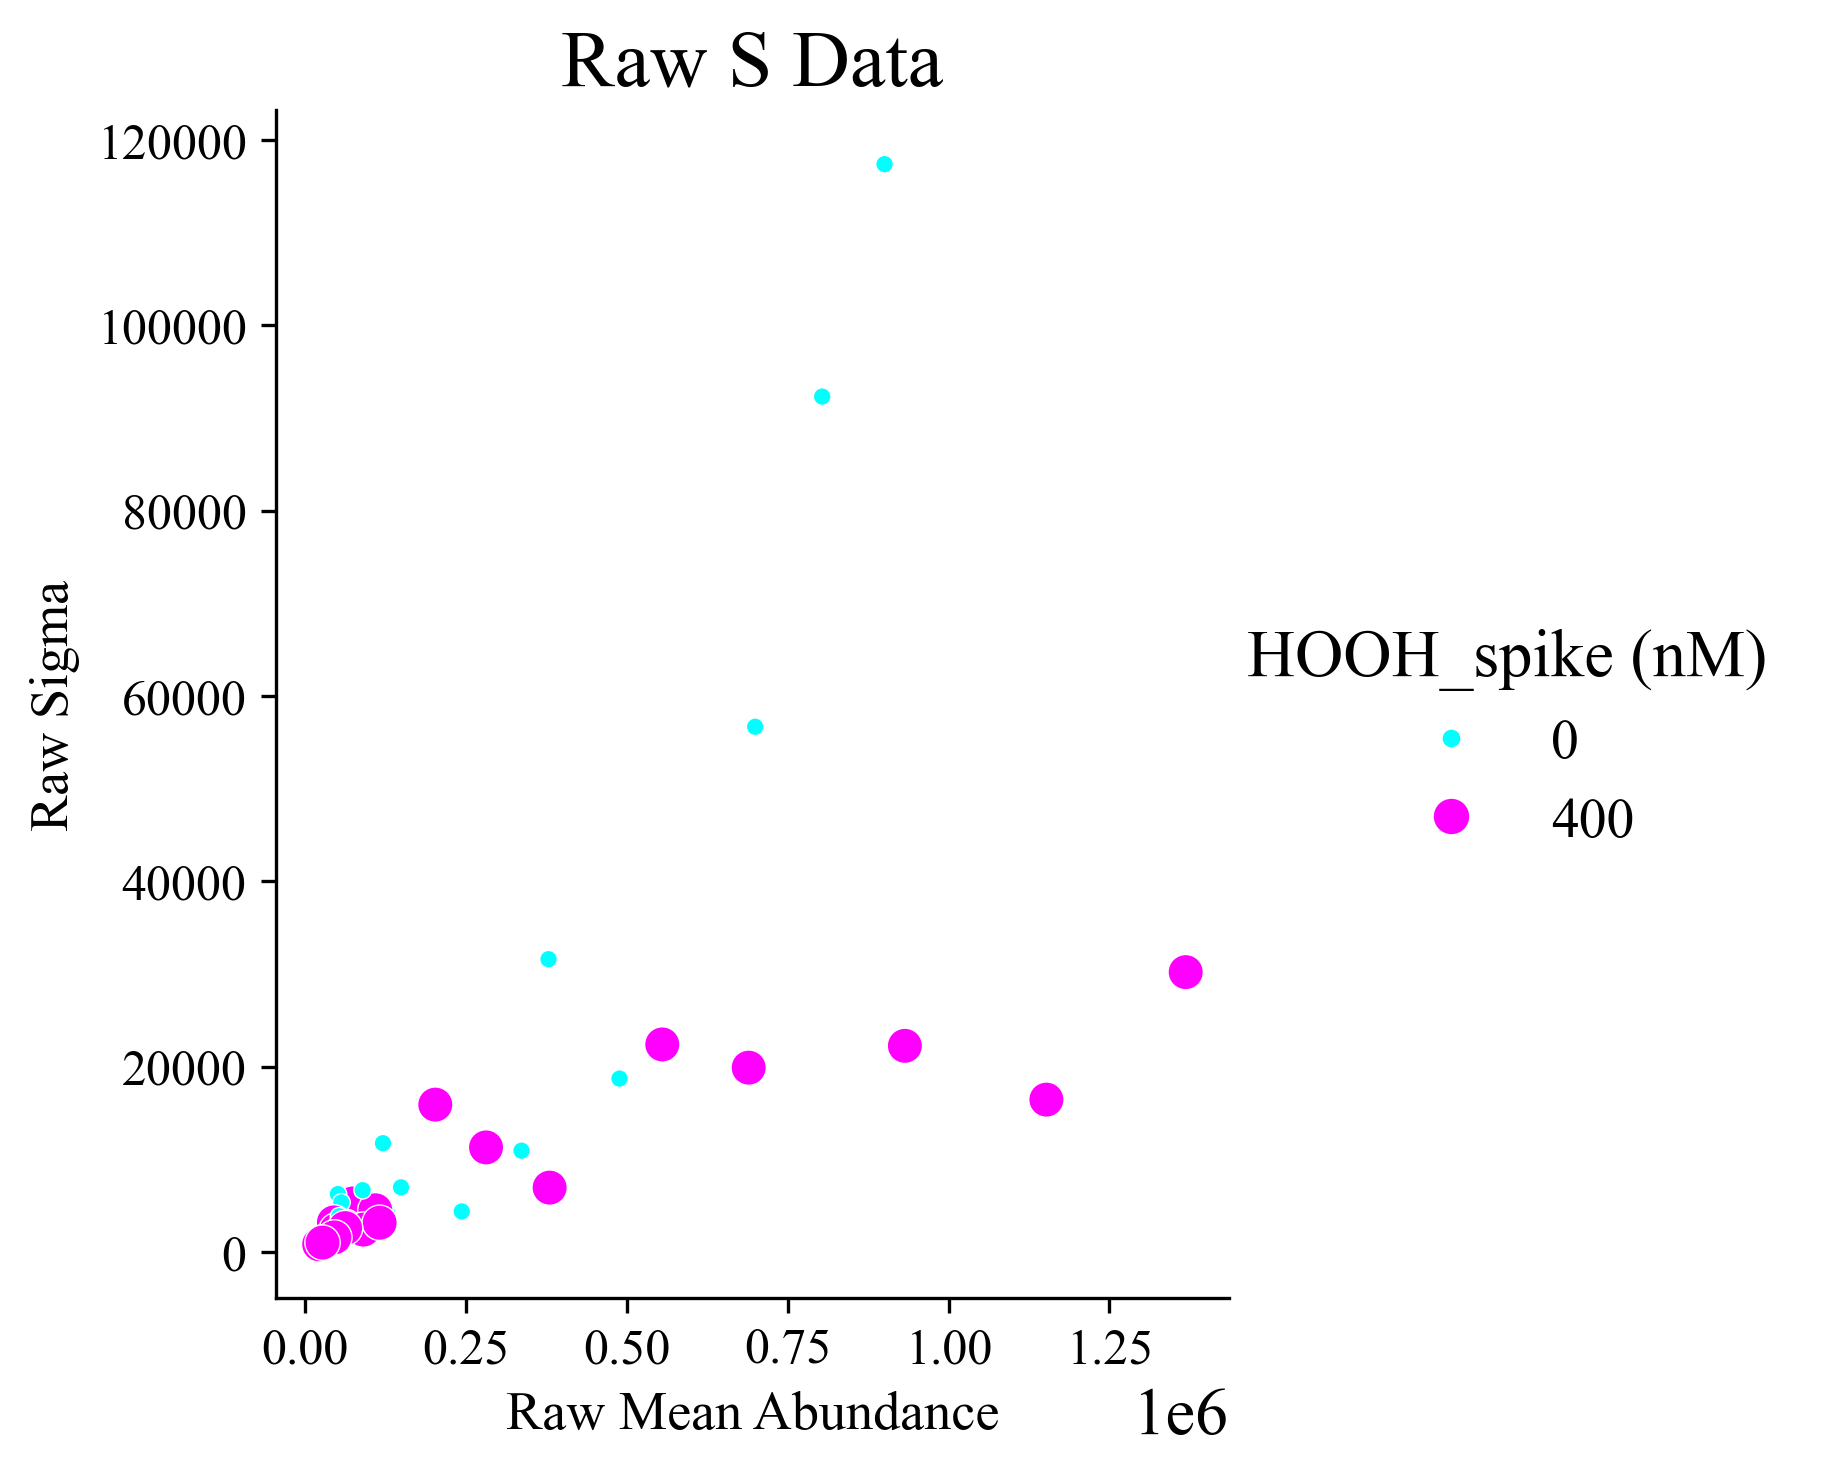 Raw S Data
120000
100000
80000
60000
40000
20000
0
Raw Sigma
0.00 0.25 0.50 0.75 1.00 1.25
Raw Mean Abundance
1e6
HOOH_spike (nM)
0
400